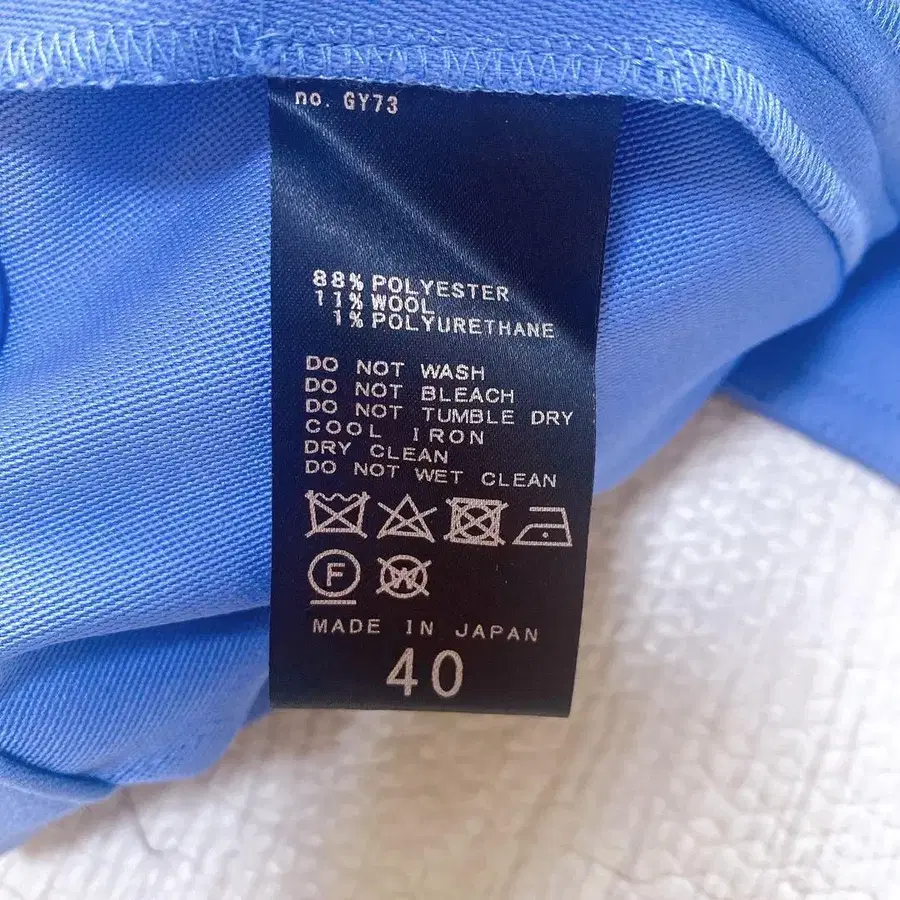 no. GY73
88% POLYESTER
11% WOOL
1% POLYURETHANE
DO NOT WASH
DO NOT BLEACH
DO NOT TUMBLE DRY
COOL IRON
DRY CLEAN
DO NOT WET CLEAN
F W
MADE IN JAPAN
40